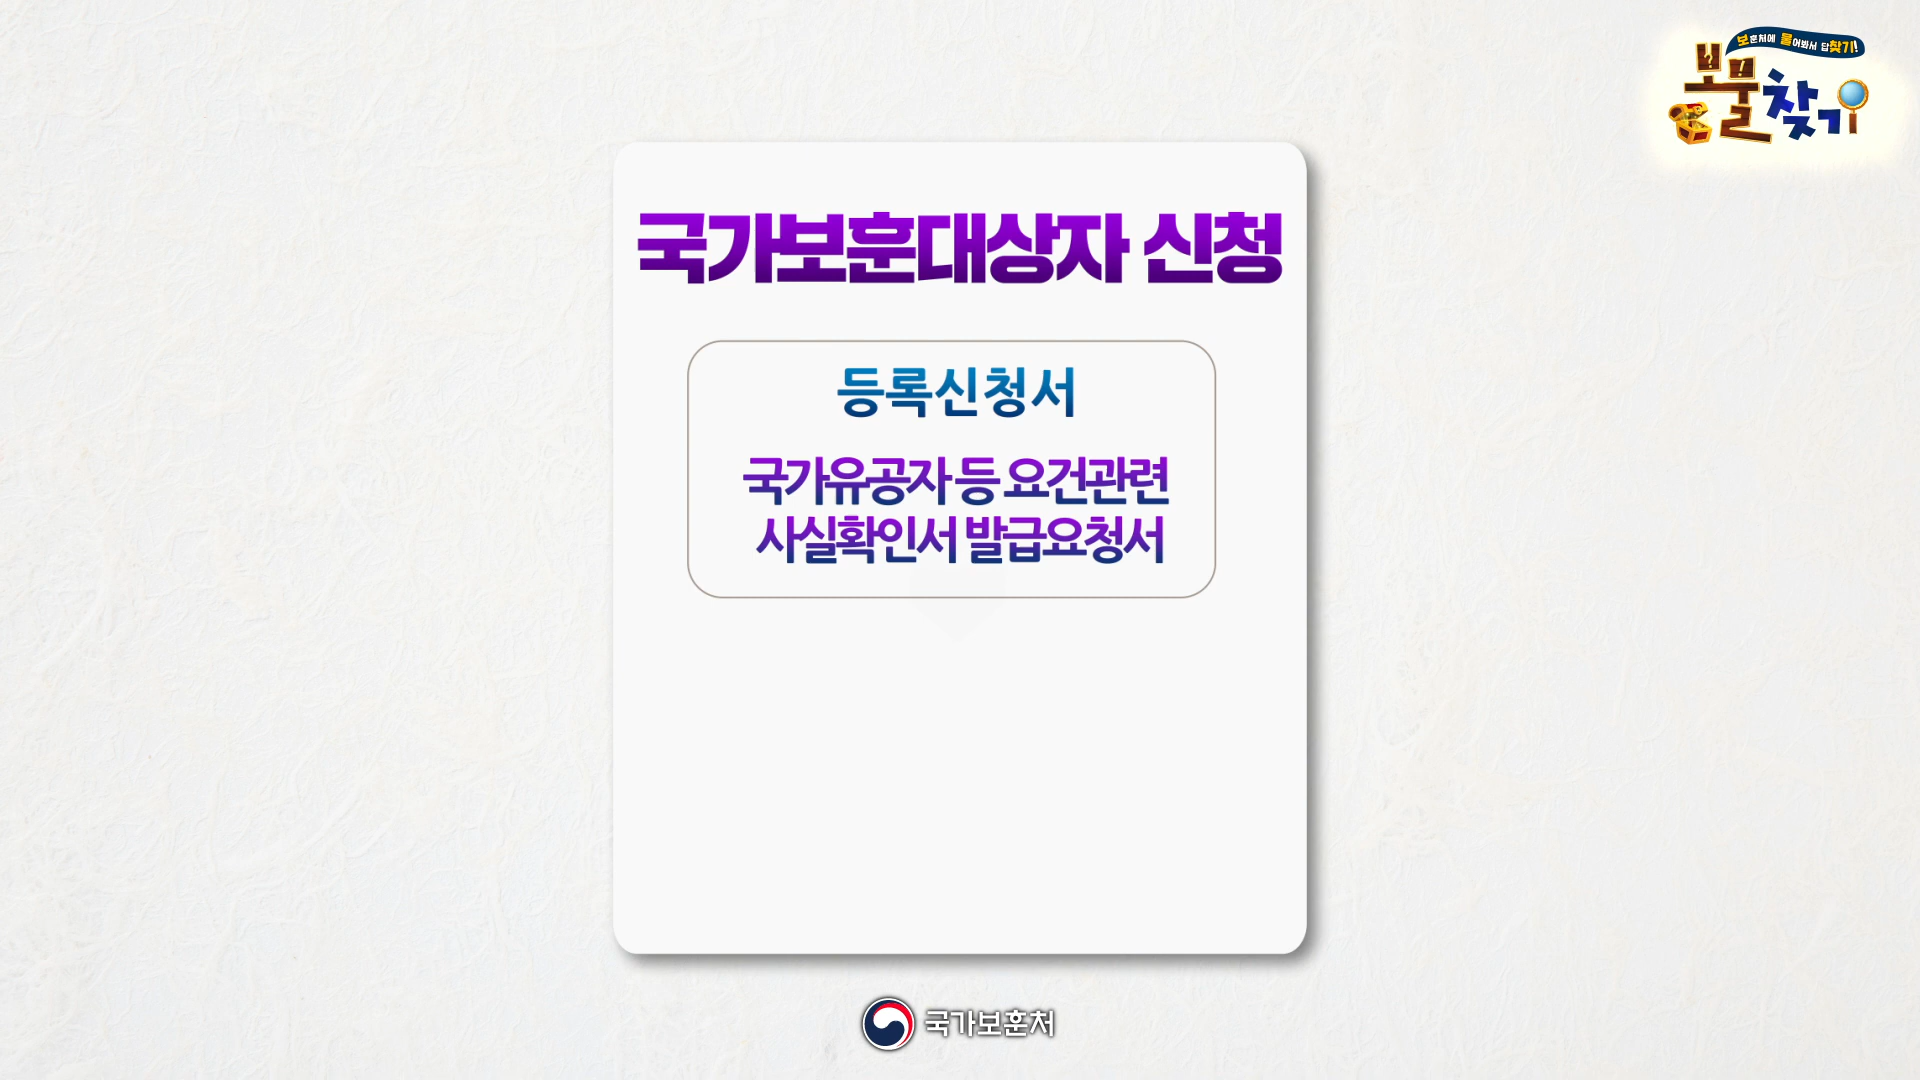 보훈처에 물어봐서 답찾기!
보물찾기
국가보훈대상자 신청
등록신청서
국가유공자 등 요건관련
사실확인서 발급요청서
국가보훈처